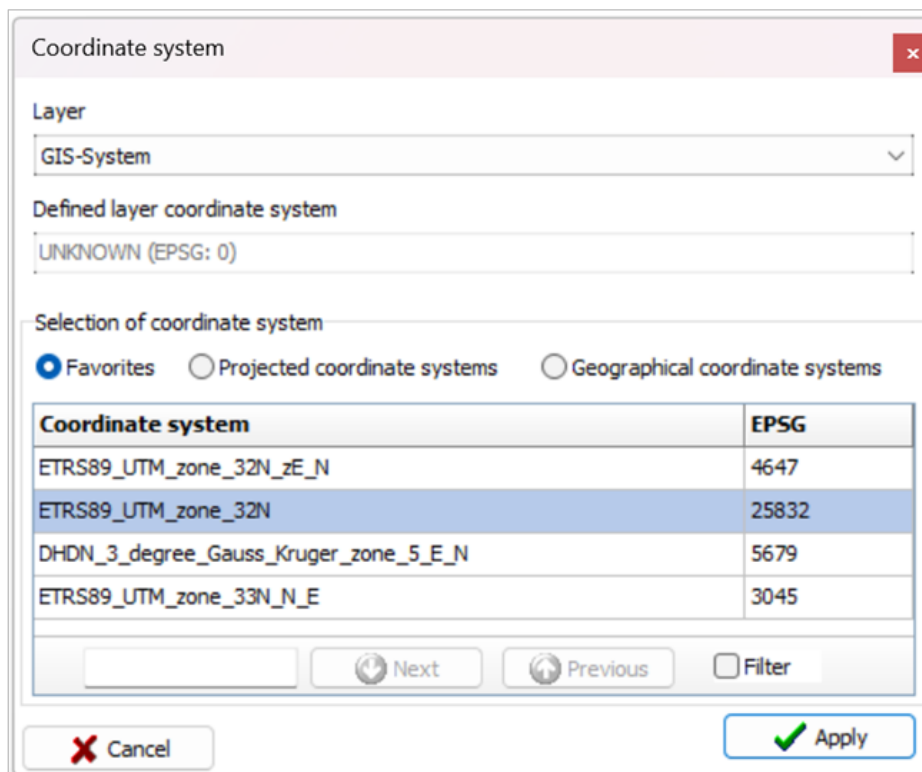 Coordinate system
Layer
GIS-System
Defined layer coordinate system
UNKNOWN (EPSG: 0)
Selection of coordinate system
Favorites Projected coordinate systems Geographical coordinate systems
Coordinate system EPSG
ETRS89_UTM_zone_32N_zE_N 4647
ETRS89_UTM_zone_32N 25832
DHDN_3_degree_Gauss_Kruger_zone_5_E_N 5679
ETRS89_UTM_zone_33N_N_E 3045
Next Previous Filter
Cancel Apply